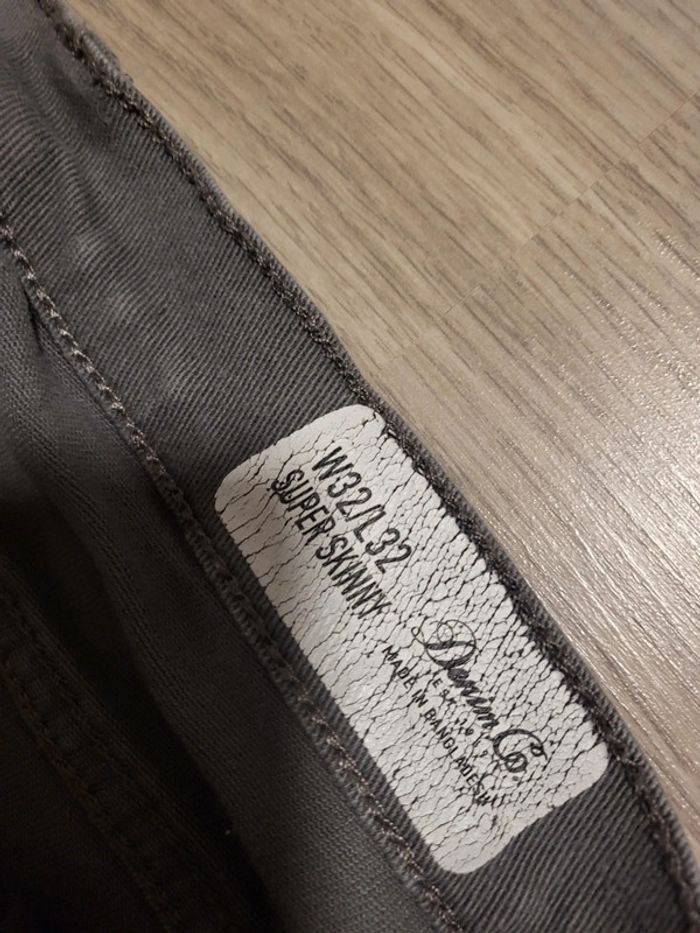 W32/L32
SUPER SKINNY
Denim Co
MADE IN BANGLADESH